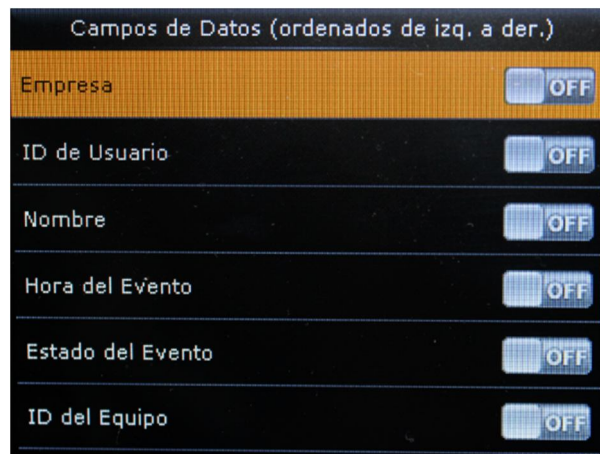 Campos de Datos (ordenados de izq. a der.)
Empresa OFF
ID de Usuario OFF
Nombre OFF
Hora del Evento OFF
Estado del Evento OFF
ID del Equipo OFF